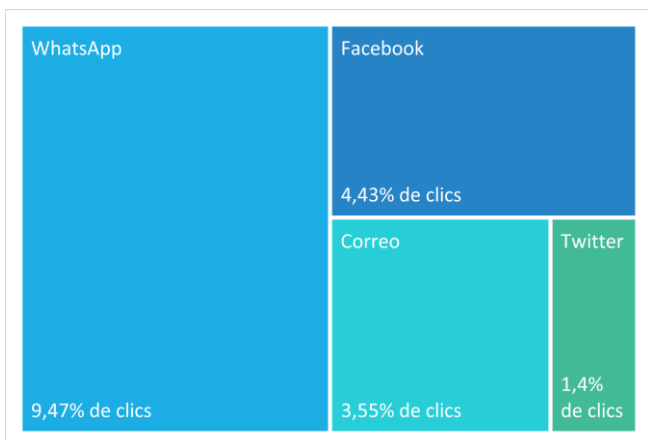 WhatsApp
9,47% de clics
Facebook
4,43% de clics
Correo
3,55% de clics
Twitter
1,4%
de clics